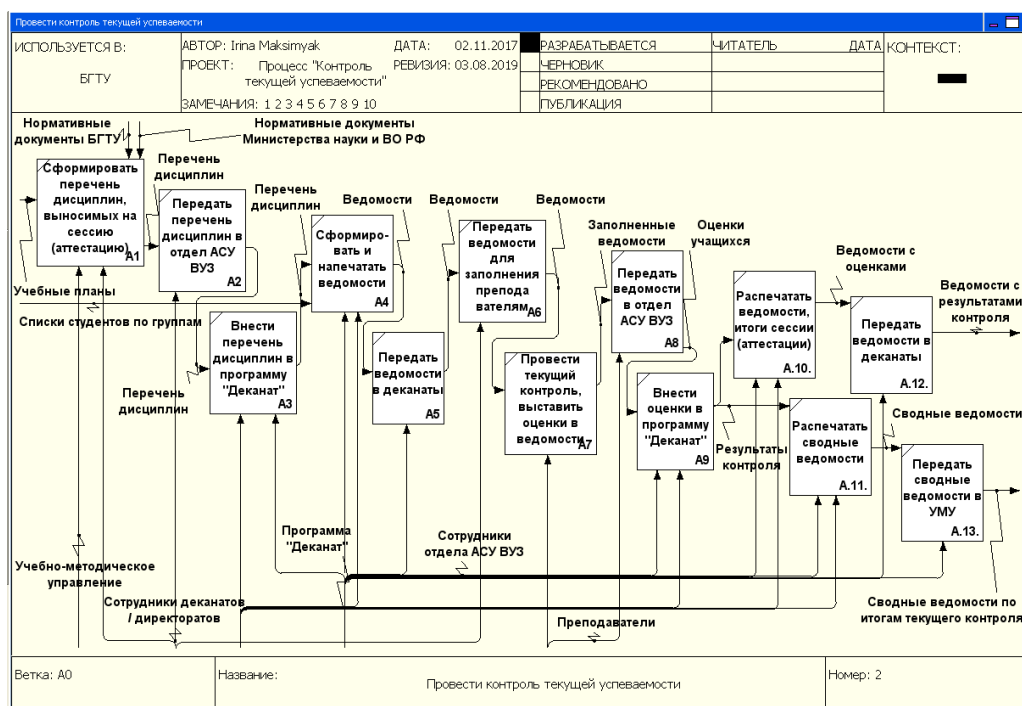 Провести контроль текущей успеваемости
ИСПОЛЬЗУЕТСЯ В:
БГТУ
АВТОР: Irina Maksimyak
ДАТА: 02.11.2017
ПРОЕКТ: Процесс "Контроль
текущей успеваемости"
РЕВИЗИЯ: 03.08.2019
ЗАМЕЧАНИЯ: 1 2 3 4 5 6 7 8 9 10
РАЗРАБАТЫВАЕТСЯ
ЧЕРНОВИК
РЕКОМЕНДОВАНО
ПУБЛИКАЦИЯ
ЧИТАТЕЛЬ
ДАТА
КОНТЕКСТ:
Нормативные
документы БГТУ
Нормативные документы
Министерства науки и ВО РФ
Сформировать
перечень
дисциплин,
выносимых на
сессию
(аттестацию)
A1
Перечень
дисциплин
Передать
перечень
дисциплин в
отдел АСУ
ВУЗ
A2
Перечень
дисциплин
Учебные планы
Списки студентов по группам
Перечень
дисциплин
Внести
перечень
дисциплин в
программу
"Деканат"
A3
Сформиро-
вать и
напечатать
ведомости
A4
Ведомости
Передать
ведомости
в деканаты
A5
Ведомости
Передать
ведомости
для
заполнения
препода
вателям
A6
Ведомости
Провести
текущий
контроль,
выставить
оценки в
ведомости
A7
Заполненные
ведомости
Передать
ведомости
в отдел
АСУ ВУЗ
A8
Оценки
учащихся
Внести
оценки в
программу
"Деканат"
A9
Результаты
контроля
Распечатать
ведомости,
итоги сессии
(аттестации)
A.10.
Ведомости с
оценками
Распечатать
сводные
ведомости
A.11.
Передать
ведомости
в деканаты
A.12.
Ведомости с
результатами
контроля
Сводные ведомости
Передать
сводные
ведомости в
УМУ
A.13.
Учебно-методическое
управление
Сотрудники деканатов
/ директоратов
Программа
"Деканат"
Сотрудники
отдела АСУ ВУЗ
Преподаватели
Сводные ведомости по
итогам текущего контроля
Ветка: A0
Название:
Провести контроль текущей успеваемости
Номер: 2